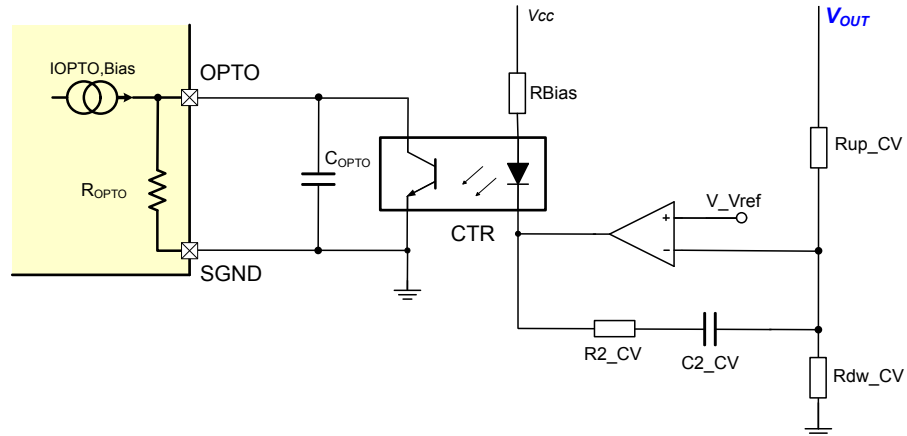 Vcc
VOUT
IOPTO,Bias
OPTO
RBias
Rup_CV
COPTO
ROPTO
V_Vref
+
−
CTR
SGND
R2_CV
C2_CV
Rdw_CV